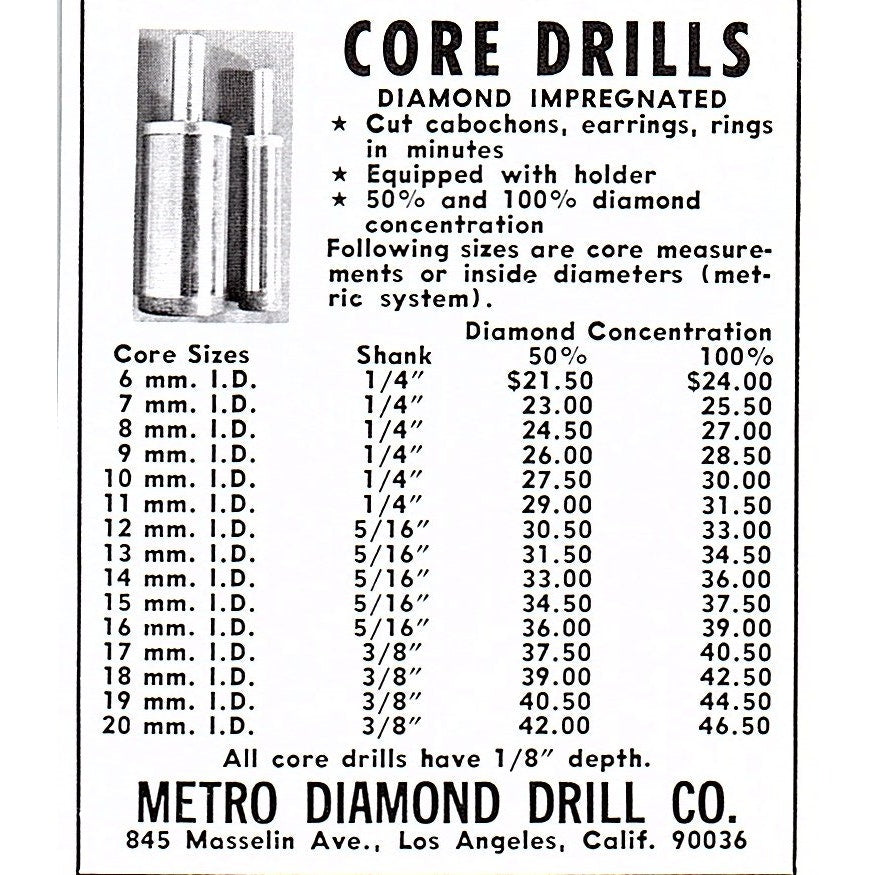 CORE DRILLS
DIAMOND IMPREGNATED
★ Cut cabochons, earrings, rings
in minutes
★ Equipped with holder
★ 50% and 100% diamond
concentration
Following sizes are core measure-
ments or inside diameters (met-
ric system).
Diamond Concentration
Core Sizes Shank 50% 100%
6 mm. I.D. 1/4″ $21.50 $24.00
7 mm. I.D. 1/4″ 23.00 25.50
8 mm. I.D. 1/4″ 24.50 27.00
9 mm. I.D. 1/4″ 26.00 28.50
10 mm. I.D. 1/4″ 27.50 30.00
11 mm. I.D. 1/4″ 29.00 31.50
12 mm. I.D. 5/16″ 30.50 33.00
13 mm. I.D. 5/16″ 31.50 34.50
14 mm. I.D. 5/16″ 33.00 36.00
15 mm. I.D. 5/16″ 34.50 37.50
16 mm. I.D. 5/16″ 36.00 39.00
17 mm. I.D. 3/8″ 37.50 40.50
18 mm. I.D. 3/8″ 39.00 42.50
19 mm. I.D. 3/8″ 40.50 44.50
20 mm. I.D. 3/8″ 42.00 46.50
All core drills have 1/8″ depth.
METRO DIAMOND DRILL CO.
845 Masselin Ave., Los Angeles, Calif. 90036